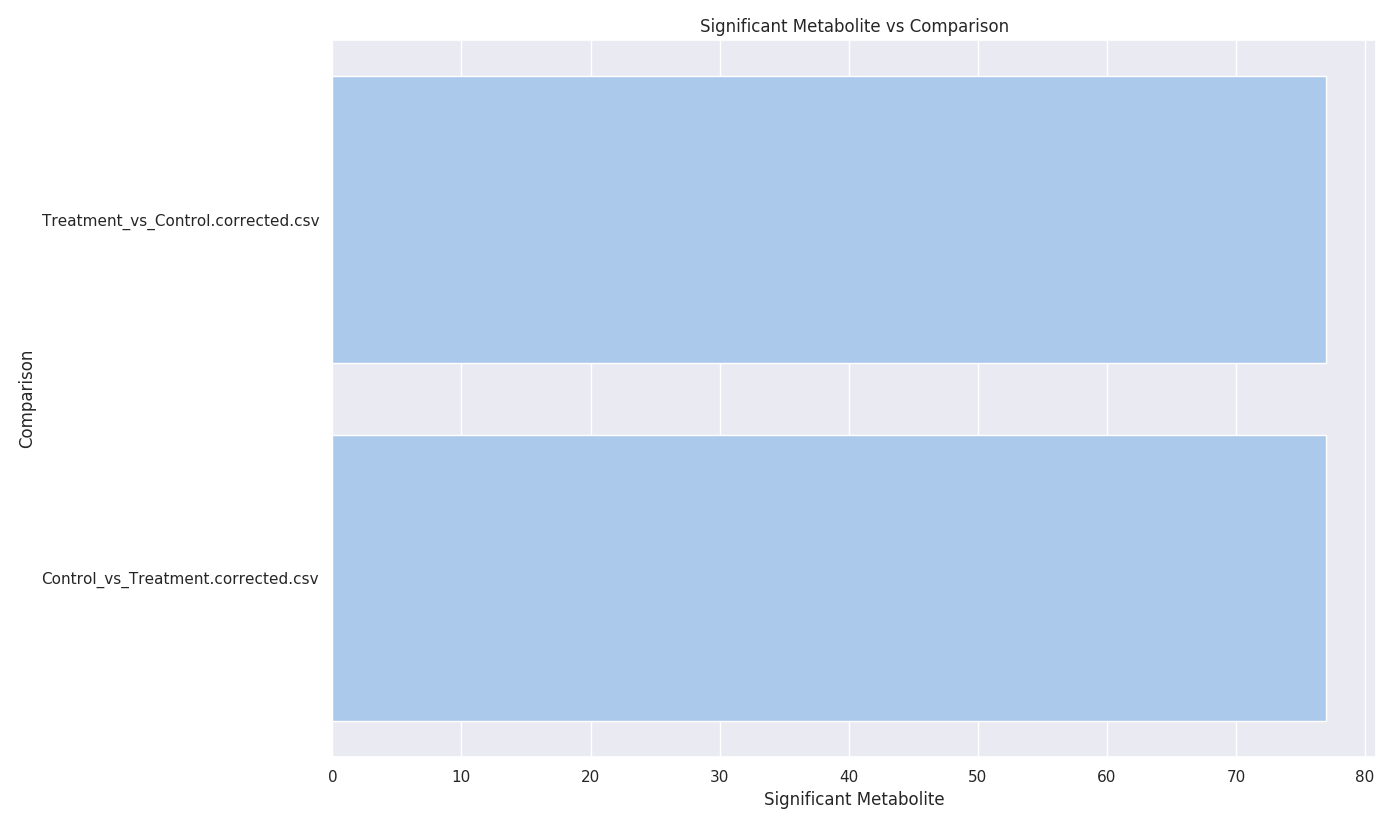 Significant Metabolite vs Comparison
Treatment_vs_Control.corrected.csv
Comparison
Control_vs_Treatment.corrected.csv
0 10 20 30 40 50 60 70 80
Significant Metabolite